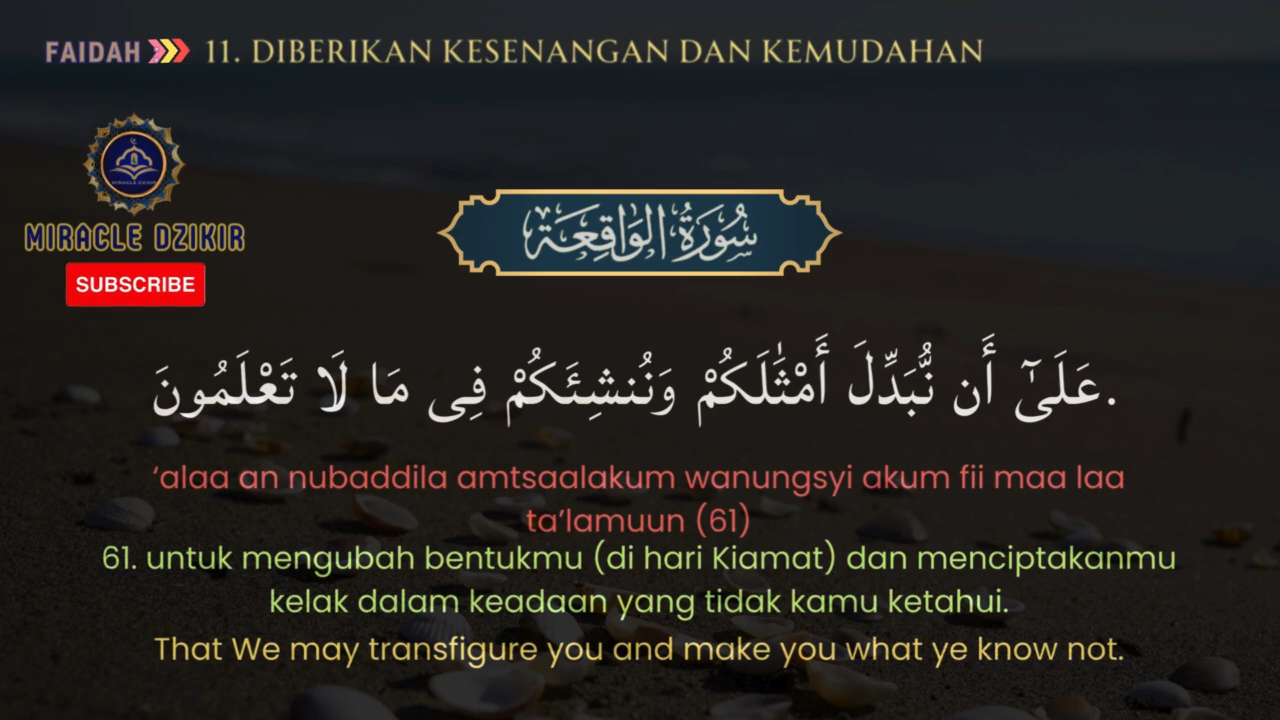 FAIDAH 11. DIBERIKAN KESENANGAN DAN KEMUDAHAN
MIRACLE DZIKIR
MIRACLE DZIKIR
SUBSCRIBE
سُورَةُ الوَاقِعَة
عَلَىٰٓ أَن نُّبَدِّلَ أَمْثَٰلَكُمْ وَنُنشِئَكُمْ فِى مَا لَا تَعْلَمُونَ.
‘alaa an nubaddila amtsaalakum wanungsyi akum fii maa laa
ta’lamuun (61)
61. untuk mengubah bentukmu (di hari Kiamat) dan menciptakanmu
kelak dalam keadaan yang tidak kamu ketahui.
That We may transfigure you and make you what ye know not.